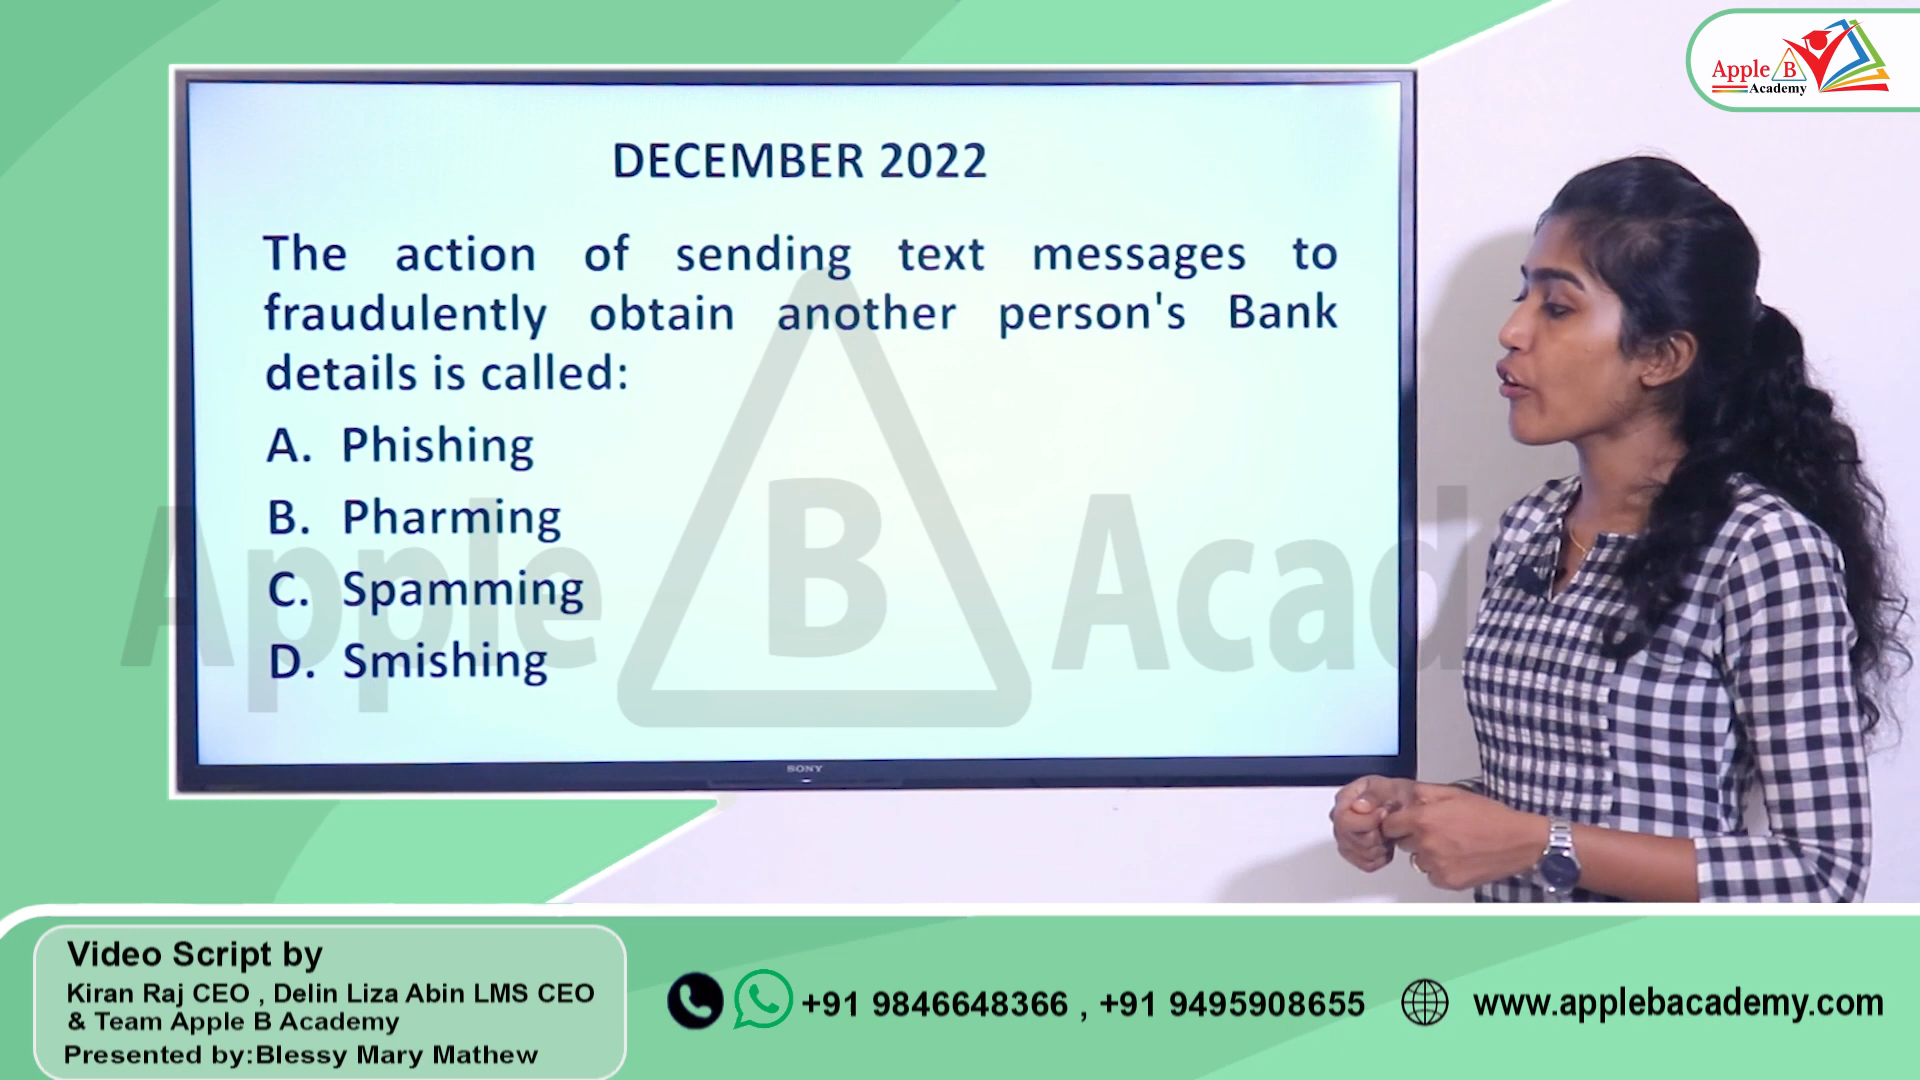 Apple B
Academy
DECEMBER 2022
The action of sending text messages to
fraudulently obtain another person's Bank
details is called:
A. Phishing
B. Pharming
C. Spamming
D. Smishing
Apple B Acad
SONY
Video Script by
Kiran Raj CEO , Delin Liza Abin LMS CEO
& Team Apple B Academy
Presented by:Blessy Mary Mathew
+91 9846648366 , +91 9495908655
www.applebacademy.com